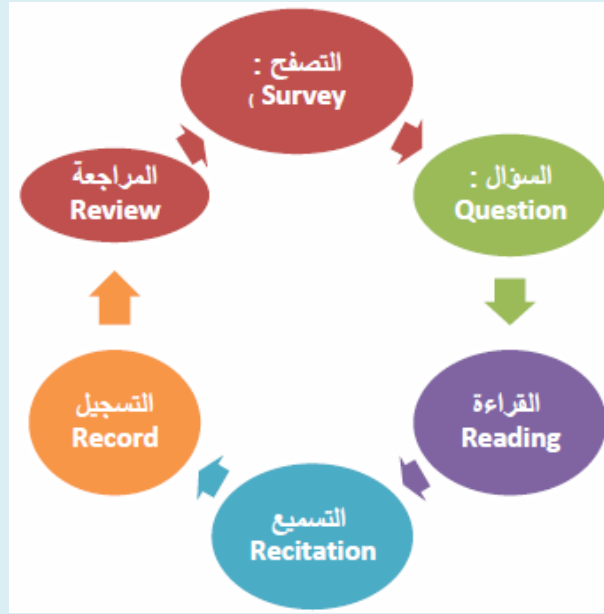 التصفح :
Survey (
السؤال :
Question
القراءة
Reading
التسميع
Recitation
التسجيل
Record
المراجعة
Review